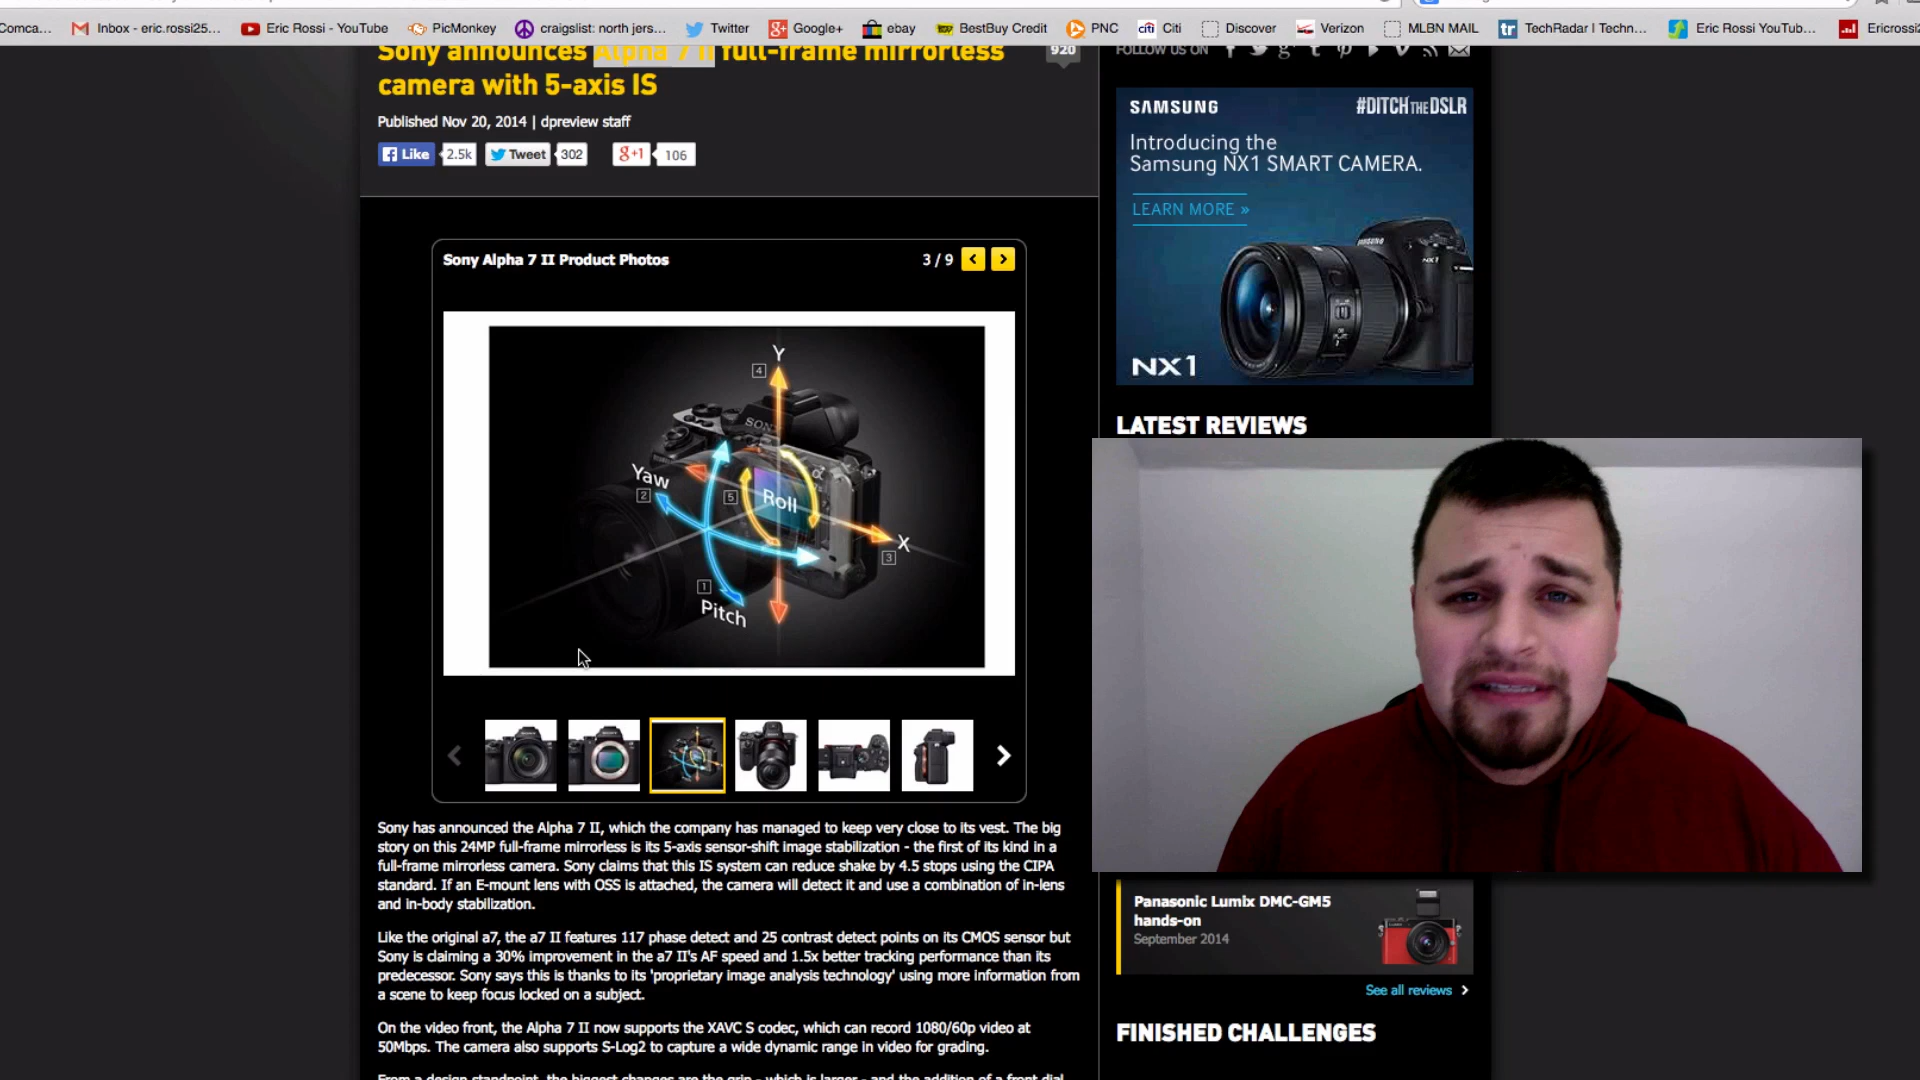 Comca...
Inbox - eric.rossi25...
Eric Rossi - YouTube
PicMonkey
craigslist: north jers...
Twitter
Google+
ebay
BestBuy Credit
PNC
citi Citi
Discover
Verizon
MLBN MAIL
tr TechRadar | Techn...
Eric Rossi YouTub...
Ericrossi2
Sony announces Alpha 7 II full-frame mirrorless
camera with 5-axis IS
920
Published Nov 20, 2014 | dpreview staff
Like 2.5k Tweet 302 g+1 106
Sony Alpha 7 II Product Photos 3 / 9
Y
4
SONY
Yaw
2
5
Roll
X
3
1
Pitch
Sony has announced the Alpha 7 II, which the company has managed to keep very close to its vest. The big
story on this 24MP full-frame mirrorless is its 5-axis sensor-shift image stabilization - the first of its kind in a
full-frame mirrorless camera. Sony claims that this IS system can reduce shake by 4.5 stops using the CIPA
standard. If an E-mount lens with OSS is attached, the camera will detect it and use a combination of in-lens
and in-body stabilization.
Like the original a7, the a7 II features 117 phase detect and 25 contrast detect points on its CMOS sensor but
Sony is claiming a 30% improvement in the a7 II's AF speed and 1.5x better tracking performance than its
predecessor. Sony says this is thanks to its 'proprietary image analysis technology' using more information from
a scene to keep focus locked on a subject.
On the video front, the Alpha 7 II now supports the XAVC S codec, which can record 1080/60p video at
50Mbps. The camera also supports S-Log2 to capture a wide dynamic range in video for grading.
From a design standpoint, the biggest changes are the grip - which is larger - and the addition of a front dial
FOLLOW US ON
SAMSUNG #DITCHTHEDSLR
Introducing the
Samsung NX1 SMART CAMERA.
LEARN MORE »
SAMSUNG
NX1
NX1
LATEST REVIEWS
Panasonic Lumix DMC-GM5
hands-on
September 2014
See all reviews
FINISHED CHALLENGES